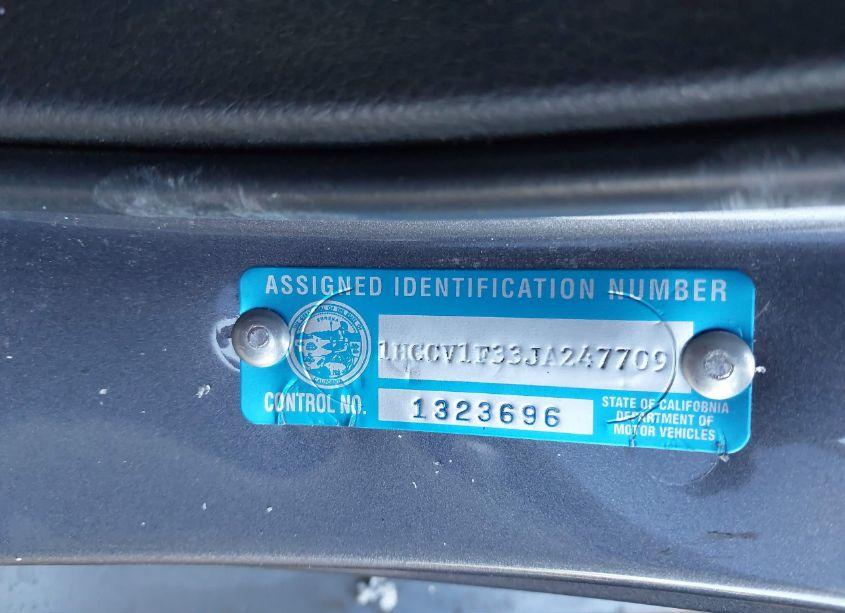 ASSIGNED IDENTIFICATION NUMBER
1HGCV1F33JA247709
CONTROL NO.
1323696
STATE OF CALIFORNIA
DEPARTMENT OF
MOTOR VEHICLES